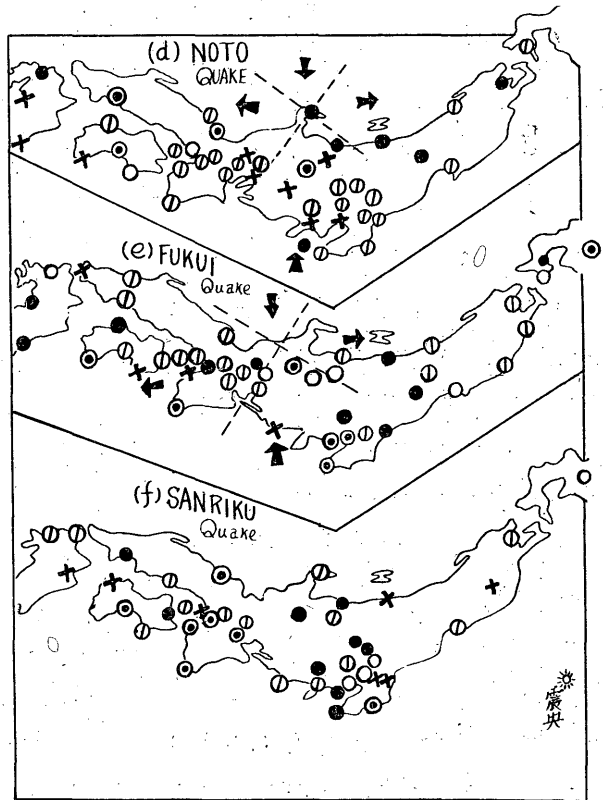 (d) NOTO
QUAKE
(e) FUKUI
Quake
(f) SANRIKU
Quake
震央